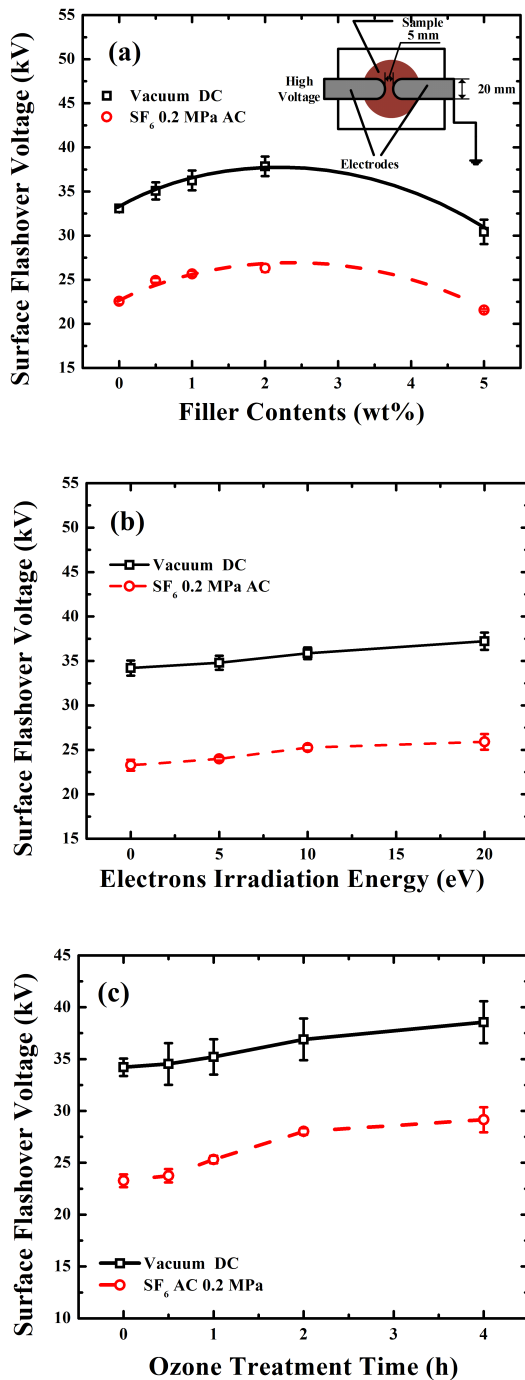 (a)
Sample
5 mm
High
Voltage
20 mm
Electrodes
Vacuum DC
SF₆ 0.2 MPa AC
Surface Flashover Voltage (kV)
55
50
45
40
35
30
25
20
15
0 1 2 3 4 5
Filler Contents (wt%)
(b)
Vacuum DC
SF₆ 0.2 MPa AC
Surface Flashover Voltage (kV)
55
50
45
40
35
30
25
20
15
0 5 10 15 20
Electrons Irradiation Energy (eV)
(c)
Surface Flashover Voltage (kV)
45
40
35
30
25
20
15
10
Vacuum DC
SF₆ AC 0.2 MPa
0 1 2 3 4
Ozone Treatment Time (h)